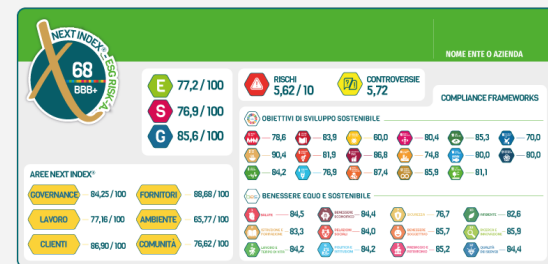 NEXT INDEX®
ESG RISK-A
68
BBB+
NOME ENTE O AZIENDA
E 77,2 / 100
S 76,9 / 100
G 85,6 / 100
RISCHI
5,62 / 10
CONTROVERSIE
5,72
COMPLIANCE FRAMEWORKS
OBIETTIVI DI SVILUPPO SOSTENIBILE
78,6 83,9 60,0 80,4 85,3 70,0
90,4 81,9 86,8 74,8 80,0 80,0
84,2 76,9 87,4 85,9 81,1
AREE NEXT INDEX®
GOVERNANCE 84,25 / 100 FORNITORI 88,68 / 100
LAVORO 77,16 / 100 AMBIENTE 65,77 / 100
CLIENTI 86,90 / 100 COMUNITÀ 76,62 / 100
BENESSERE EQUO E SOSTENIBILE
SALUTE 84,5 BENESSERE ECONOMICO 84,4 SICUREZZA 76,7 AMBIENTE 82,6
83,3 84,0 85,2 85,9
84,2 84,2 85,7 84,4